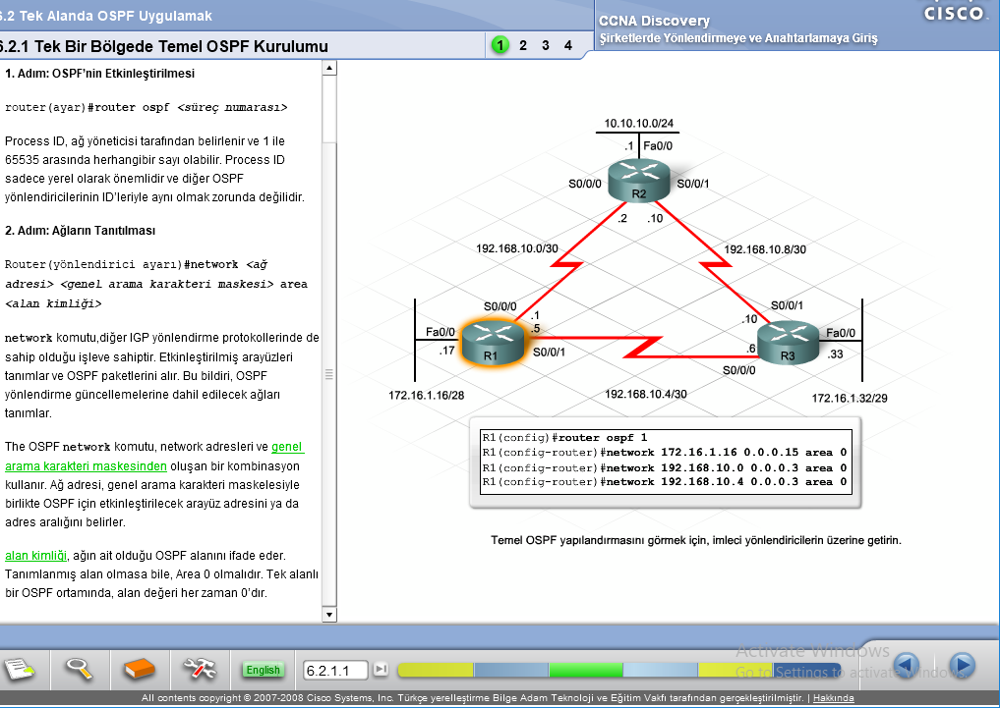 6.2 Tek Alanda OSPF Uygulamak
CISCO
CCNA Discovery
Şirketlerde Yönlendirmeye ve Anahtarlamaya Giriş
6.2.1 Tek Bir Bölgede Temel OSPF Kurulumu
1 2 3 4
1. Adım: OSPF'nin Etkinleştirilmesi
router(ayar)#router ospf <süreç numarası>
Process ID, ağ yöneticisi tarafından belirlenir ve 1 ile
65535 arasında herhangibir sayı olabilir. Process ID
sadece yerel olarak önemlidir ve diğer OSPF
yönlendiricilerinin ID'leriyle aynı olmak zorunda değilidir.
2. Adım: Ağların Tanıtılması
Router(yönlendirici ayarı)#network <ağ
adresi> <genel arama karakteri maskesi> area
<alan kimliği>
network komutu,diğer IGP yönlendirme protokollerinde de
sahip olduğu işleve sahiptir. Etkinleştirilmiş arayüzleri
tanımlar ve OSPF paketlerini alır. Bu bildiri, OSPF
yönlendirme güncellemelerine dahil edilecek ağları
tanımlar.
The OSPF network komutu, network adresleri ve genel
arama karakteri maskesinden oluşan bir kombinasyon
kullanır. Ağ adresi, genel arama karakteri maskelesiyle
birlikte OSPF için etkinleştirilecek arayüz adresini ya da
adres aralığını belirler.
alan kimliği, ağın ait olduğu OSPF alanını ifade eder.
Tanımlanmış alan olmasa bile, Area 0 olmalıdır. Tek alanlı
bir OSPF ortamında, alan değeri her zaman 0'dır.
10.10.10.0/24
.1 Fa0/0
S0/0/0 S0/0/1
R2
.2 .10
192.168.10.0/30 192.168.10.8/30
S0/0/0 S0/0/1
.1 .10
Fa0/0 .5 Fa0/0
.17 R1 S0/0/1 .6 R3 .33
S0/0/0
172.16.1.16/28 192.168.10.4/30 172.16.1.32/29
R1(config)#router ospf 1
R1(config-router)#network 172.16.1.16 0.0.0.15 area 0
R1(config-router)#network 192.168.10.0 0.0.0.3 area 0
R1(config-router)#network 192.168.10.4 0.0.0.3 area 0
Temel OSPF yapılandırmasını görmek için, imleci yönlendiricilerin üzerine getirin.
Activate Windows
Go to Settings to activate Windows.
English
6.2.1.1
All contents copyright © 2007-2008 Cisco Systems, Inc. Türkçe yerelleştirme Bilge Adam Teknoloji ve Eğitim Vakfı tarafından gerçekleştirilmiştir. | Hakkında